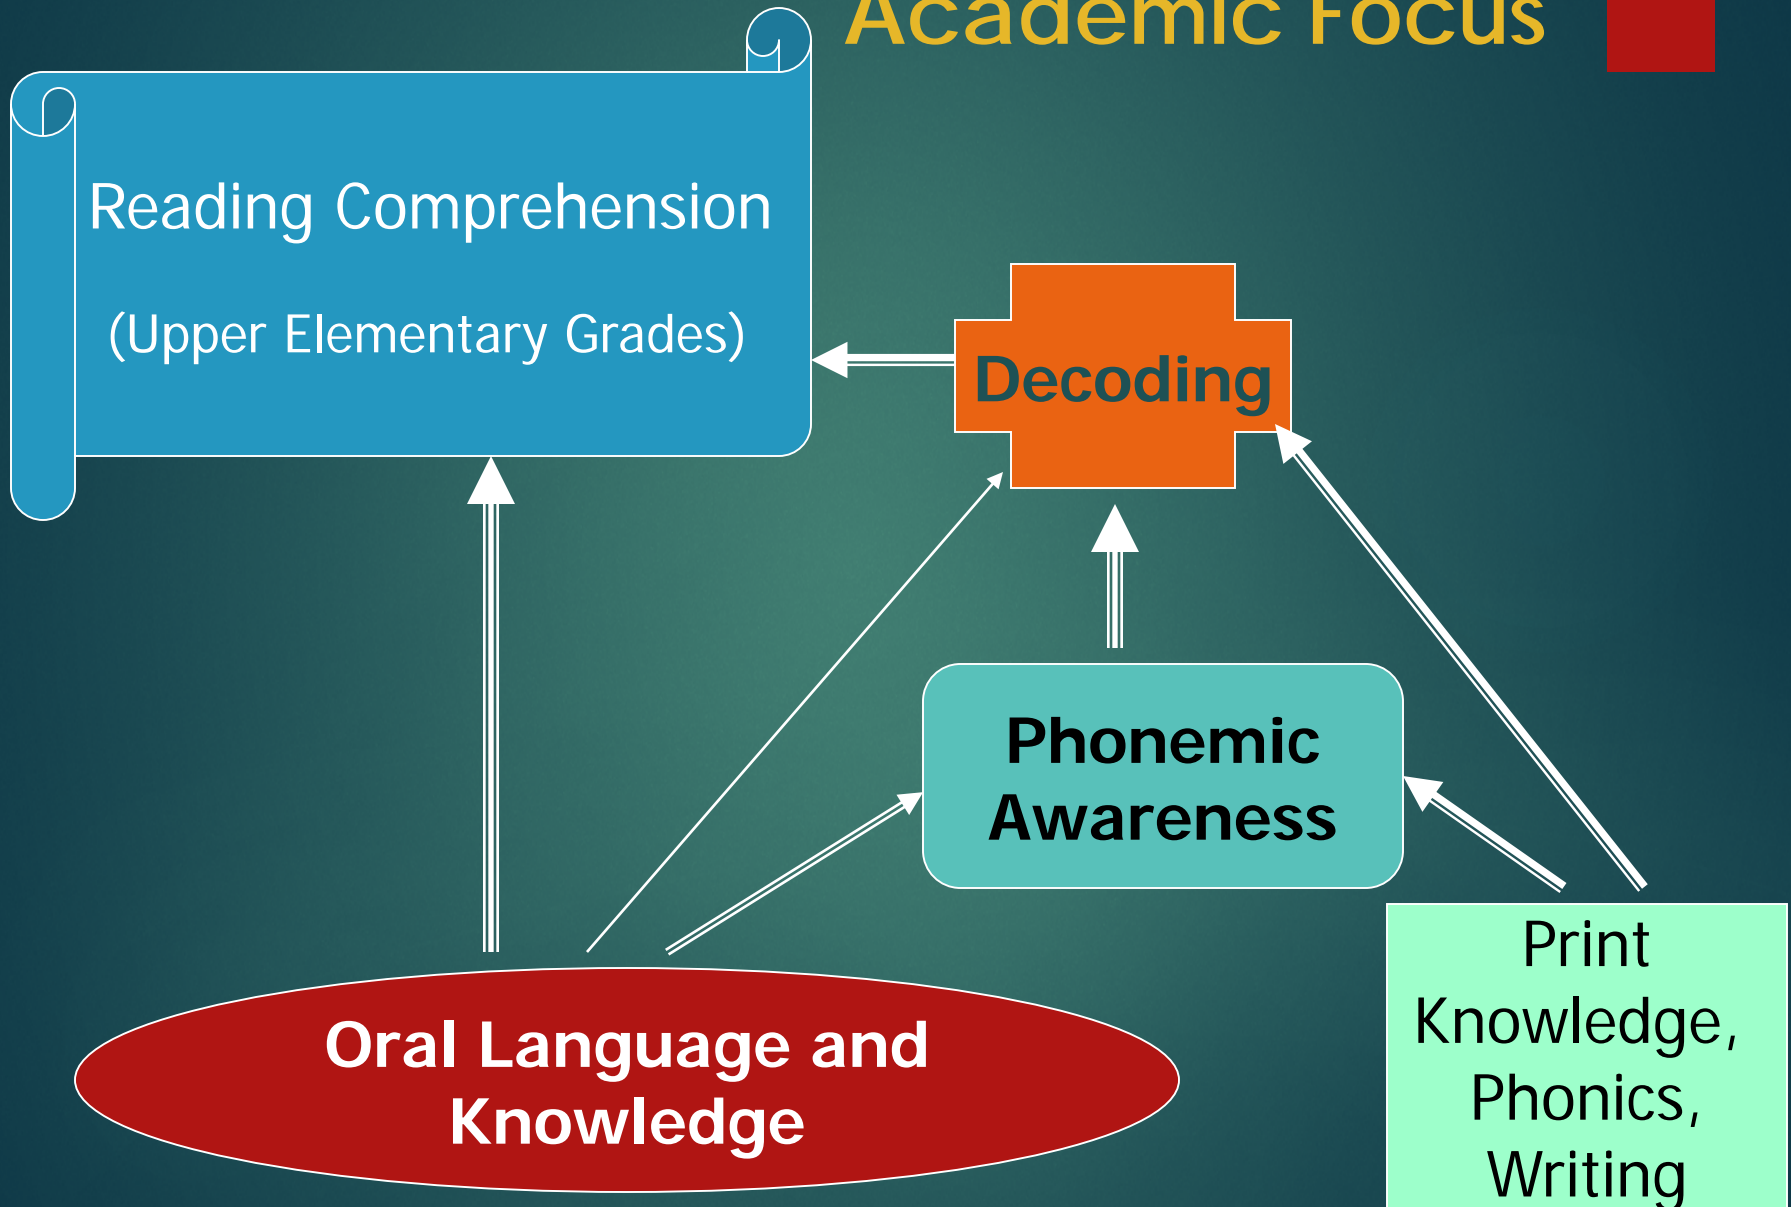 Academic Focus
Reading Comprehension
(Upper Elementary Grades)
Decoding
Phonemic
Awareness
Oral Language and
Knowledge
Print
Knowledge,
Phonics,
Writing